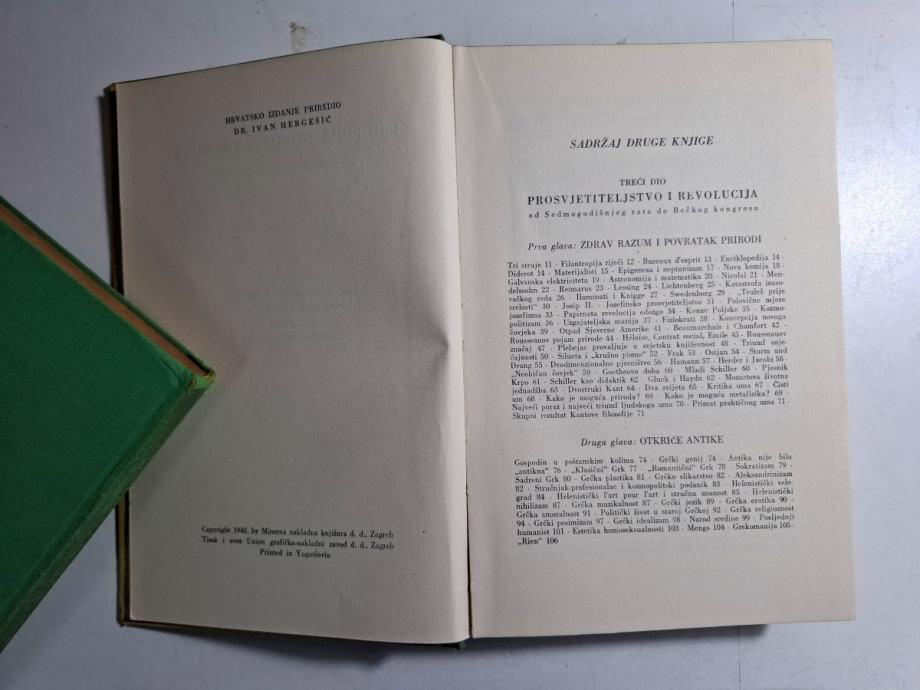 HRVATSKO IZDANJE PRIREDIO
DR. IVAN HERGEŠIĆ
Copyright 1940. by Minerva nakladna knjižara d. d., Zagreb
Tisak i uvez Union grafičko-nakladni zavod d. d., Zagreb
Printed in Yugoslavia
SADRŽAJ DRUGE KNJIGE
TREĆI DIO
PROSVJETITELJSTVO I REVOLUCIJA
od Sedmogodišnjeg rata do Bečkog kongresa
Prva glava: ZDRAV RAZUM I POVRATAK PRIRODI
Tri struje 11 · Filantropija riječi 12 · Bureaux d'esprit 13 · Enciklopedija 14 ·
Diderot 14 · Materijalisti 15 · Epigeneza i neptunizam 17 · Nova kemija 18 ·
Galvanska elektriciteta 19 · Astronomija i matematika 20 · Nicolai 21 · Men-
delssohn 22 · Reimarus 23 · Lessing 24 · Lichtenberg 25 · Katastrofa isuso-
vačkog reda 26 · Iluminati i Knigge 27 · Swedenborg 29 · „Trulež prije
zrelosti" 30 · Josip II. · Jozefinsko prosvjetiteljstvo 31 · Polovične mjere
jozefizma 33 · Papirnata revolucija odozgo 34 · Konac Poljske 35 · Kozmo-
politizam 36 · Uzgajateljska manija 37 · Fiziokrati 38 · Koncepcija novoga
čovjeka 39 · Otpad Sjeverne Amerike 41 · Beaumarchais i Chamfort 42 ·
Rousseauov pojam prirode 44 · Héloise, Contrat social, Emile 45 · Rousseauov
značaj 47 · Plebejac provaljuje u svjetsku književnost 48 · Triumf osje-
ćajnosti 50 · Silueta i „kružno pismo" 52 · Frak 53 · Osijan 54 · Sturm und
Drang 55 · Dvodimenzionalno pjesništvo 56 · Hamann 57 · Herder i Jacobi 58 ·
„Neobičan čovjek" 59 · Goetheovo doba 60 · Mladi Schiller 60 · Pjesnik
Krpo 61 · Schiller kao didaktik 62 · Gluck i Haydn 62 · Mozartova životna
jednadžba 63 · Dvostruki Kant 64 · Dva svijeta 65 · Kritika uma 67 · Čisti
um 68 · Kako je moguća priroda? 69 · Kako je moguća metafizika? 69 ·
Najveći poraz i najveći triumf ljudskoga uma 70 · Primat praktičnog uma 71 ·
Skupni rezultat Kantove filozofije 71
Druga glava: OTKRIĆE ANTIKE
Gospodin u poštanskim kolima 74 · Grčki genij 74 · Antika nije bila
„antikna" 76 · „Klasični" Grk 77 · „Romantični" Grk 78 · Sokratizam 79 ·
Sadreni Grk 80 · Grčka plastika 81 · Grčko slikarstvo 82 · Aleksandrinizam
82 · Stručnjak-profesionalac i kozmopolitski podanik 83 · Helenistički vele-
grad 84 · Helenistički l'art pour l'art i stručna znanost 85 · Helenistički
nihilizam 87 · Grčka muzikalnost 87 · Grčki jezik 89 · Grčka erotika 90 ·
Grčka amoralnost 91 · Politički život u staroj Grčkoj 92 · Grčka religioznost
94 · Grčki pesimizam 97 · Grčki idealizam 98 · Narod sredine 99 · Posljednji
humanist 101 · Estetika homoseksualnosti 103 · Mengs 104 · Grekomanija 105 ·
„Rien" 106